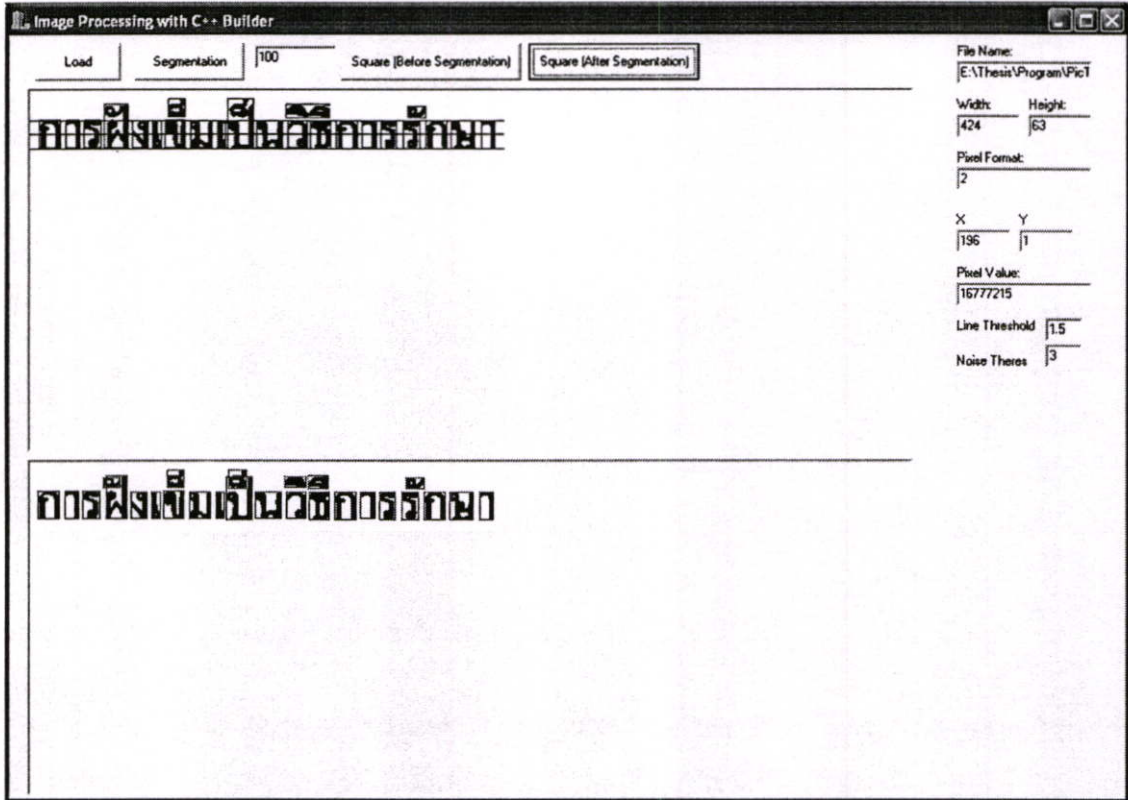 Image Processing with C++ Builder
Load Segmentation 100 Square (Before Segmentation) Square (After Segmentation)
File Name:
E:\Thesis\Program\PicT
Width: Height:
424 63
Pixel Format:
2
X Y
196 1
Pixel Value:
16777215
Line Threshold 1.5
Noise Theres 3
การฝังเข็มเป็นวิธีการรักษา
การฝังเข็มเป็นวิธีการรักษา